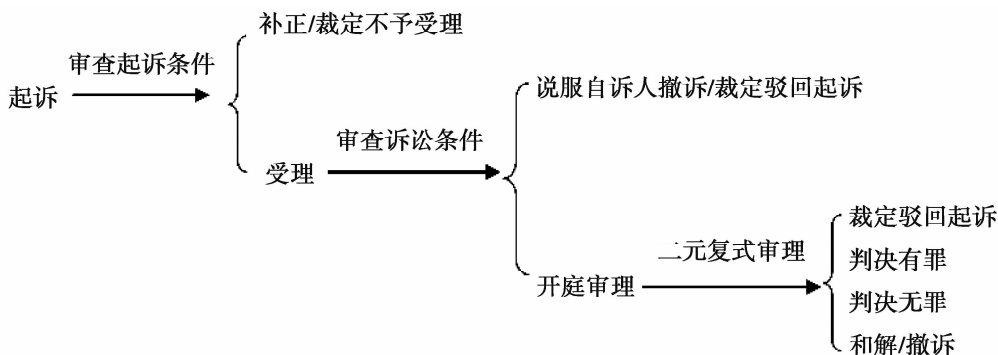 补正/裁定不予受理
审查起诉条件
起诉
说服自诉人撤诉/裁定驳回起诉
审查诉讼条件
受理
裁定驳回起诉
二元复式审理
判决有罪
开庭审理
判决无罪
和解/撤诉